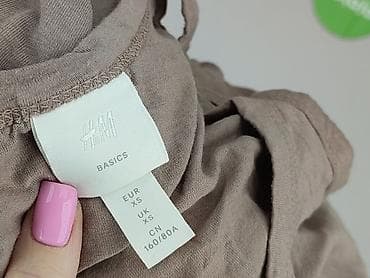 H&M
BASICS
EUR
XS
UK
XS
CN
160/80A